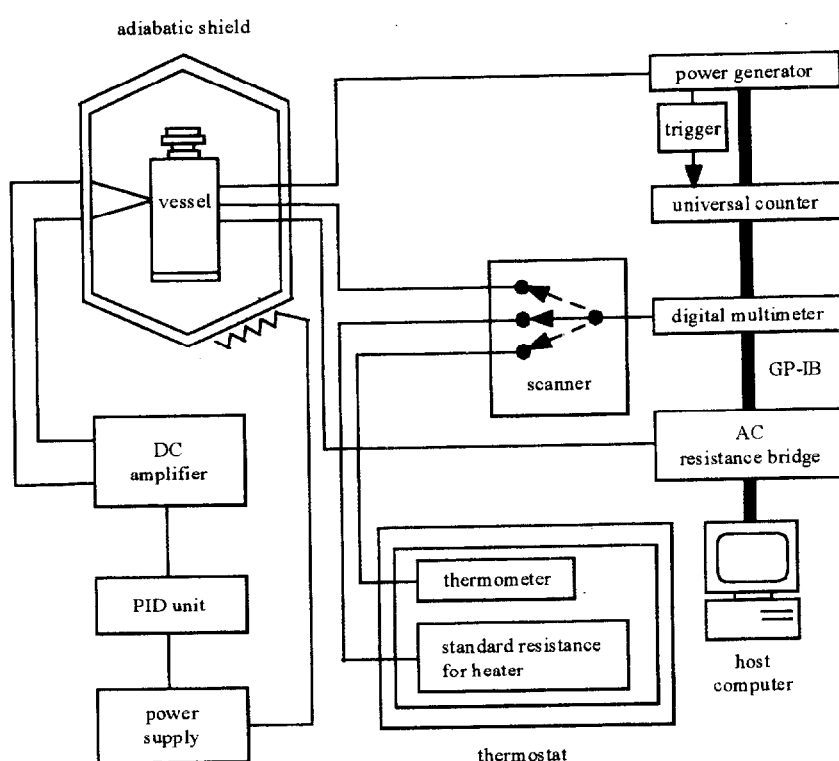 adiabatic shield
power generator
trigger
vessel
universal counter
digital multimeter
scanner
GP-IB
DC
amplifier
AC
resistance bridge
thermometer
PID unit
standard resistance
for heater
host
computer
power
supply
thermostat